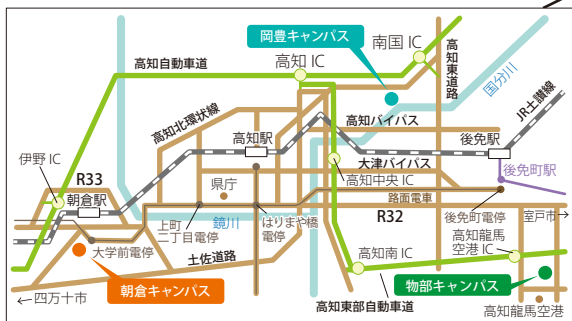 岡豊キャンパス
南国 IC
高知自動車道
高知 IC
高知東道路
国分川
JR土讃線
高知北環状線
高知バイパス
高知駅
後免駅
伊野 IC
大津バイパス
R33
県庁
高知中央 IC
後免町駅
朝倉駅
路面電車
上町
二丁目電停
鏡川
はりまや橋
電停
R32
後免町電停
室戸市→
大学前電停
土佐道路
高知南 IC
高知龍馬
空港 IC
←四万十市
朝倉キャンパス
高知東部自動車道
物部キャンパス
高知龍馬空港